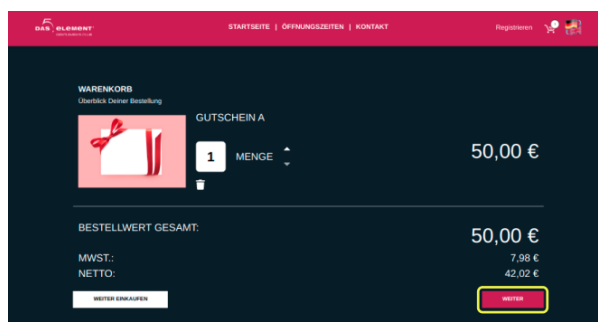 DAS 5 ELEMENT
STARTSEITE | ÖFFNUNGSZEITEN | KONTAKT
Registrieren
WARENKORB
Überblick Deiner Bestellung
GUTSCHEIN A
1 MENGE
50,00 €
BESTELLWERT GESAMT:
50,00 €
MWST.:
7,98 €
NETTO:
42,02 €
WEITER EINKAUFEN
WEITER